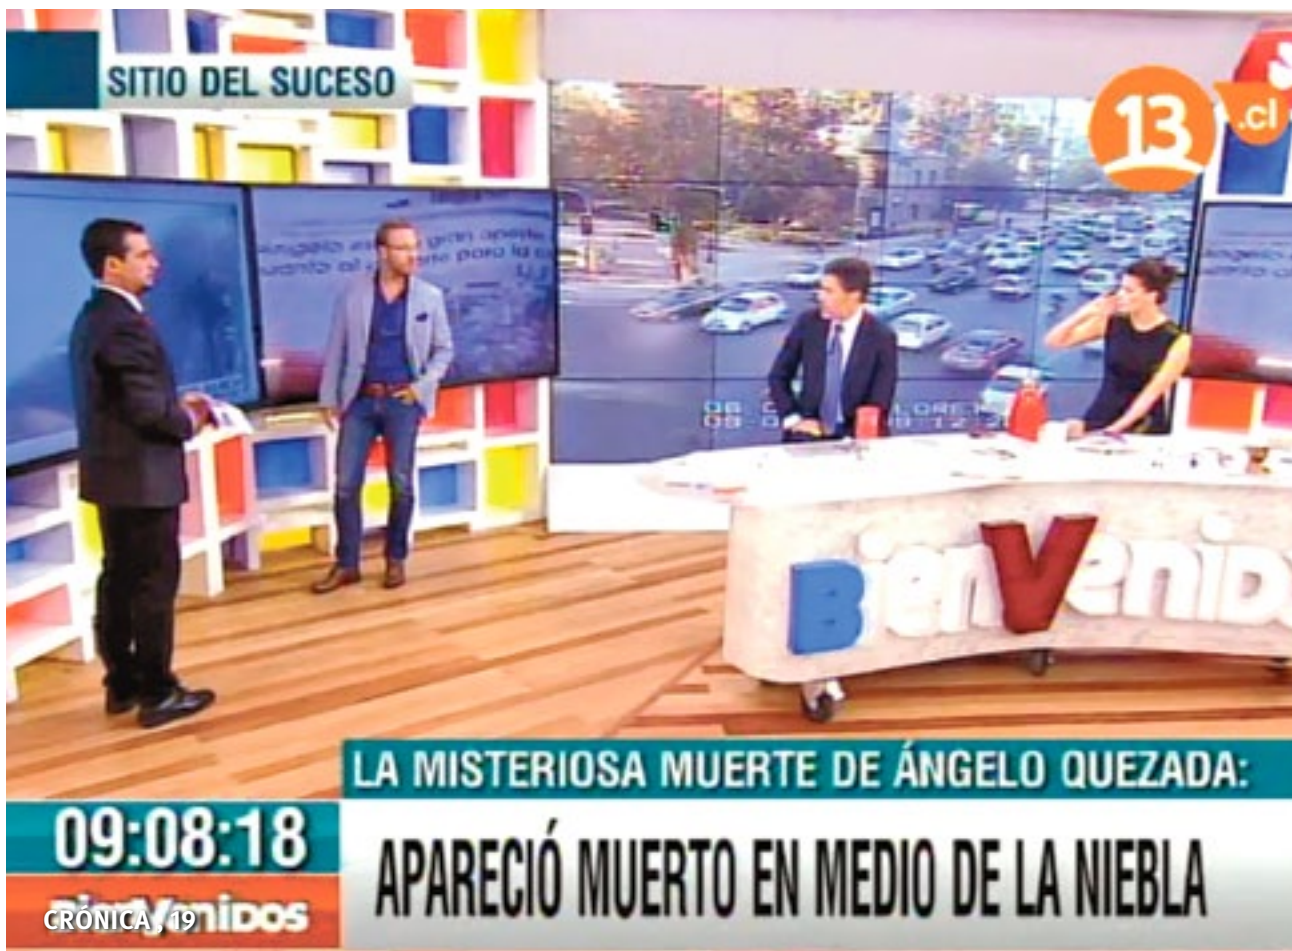 SITIO DEL SUCESO
13
.cl
BienVenidos
LA MISTERIOSA MUERTE DE ÁNGELO QUEZADA:
09:08:18
APARECIÓ MUERTO EN MEDIO DE LA NIEBLA
BienVenidos
CRÓNICA, 19